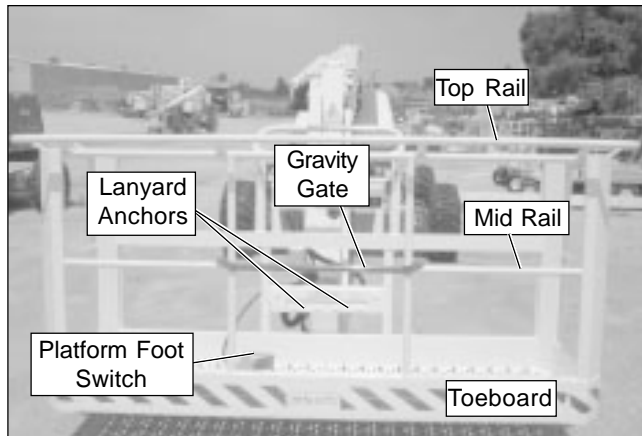 Top Rail
Gravity
Gate
Lanyard
Anchors
Mid Rail
Platform Foot
Switch
Toeboard